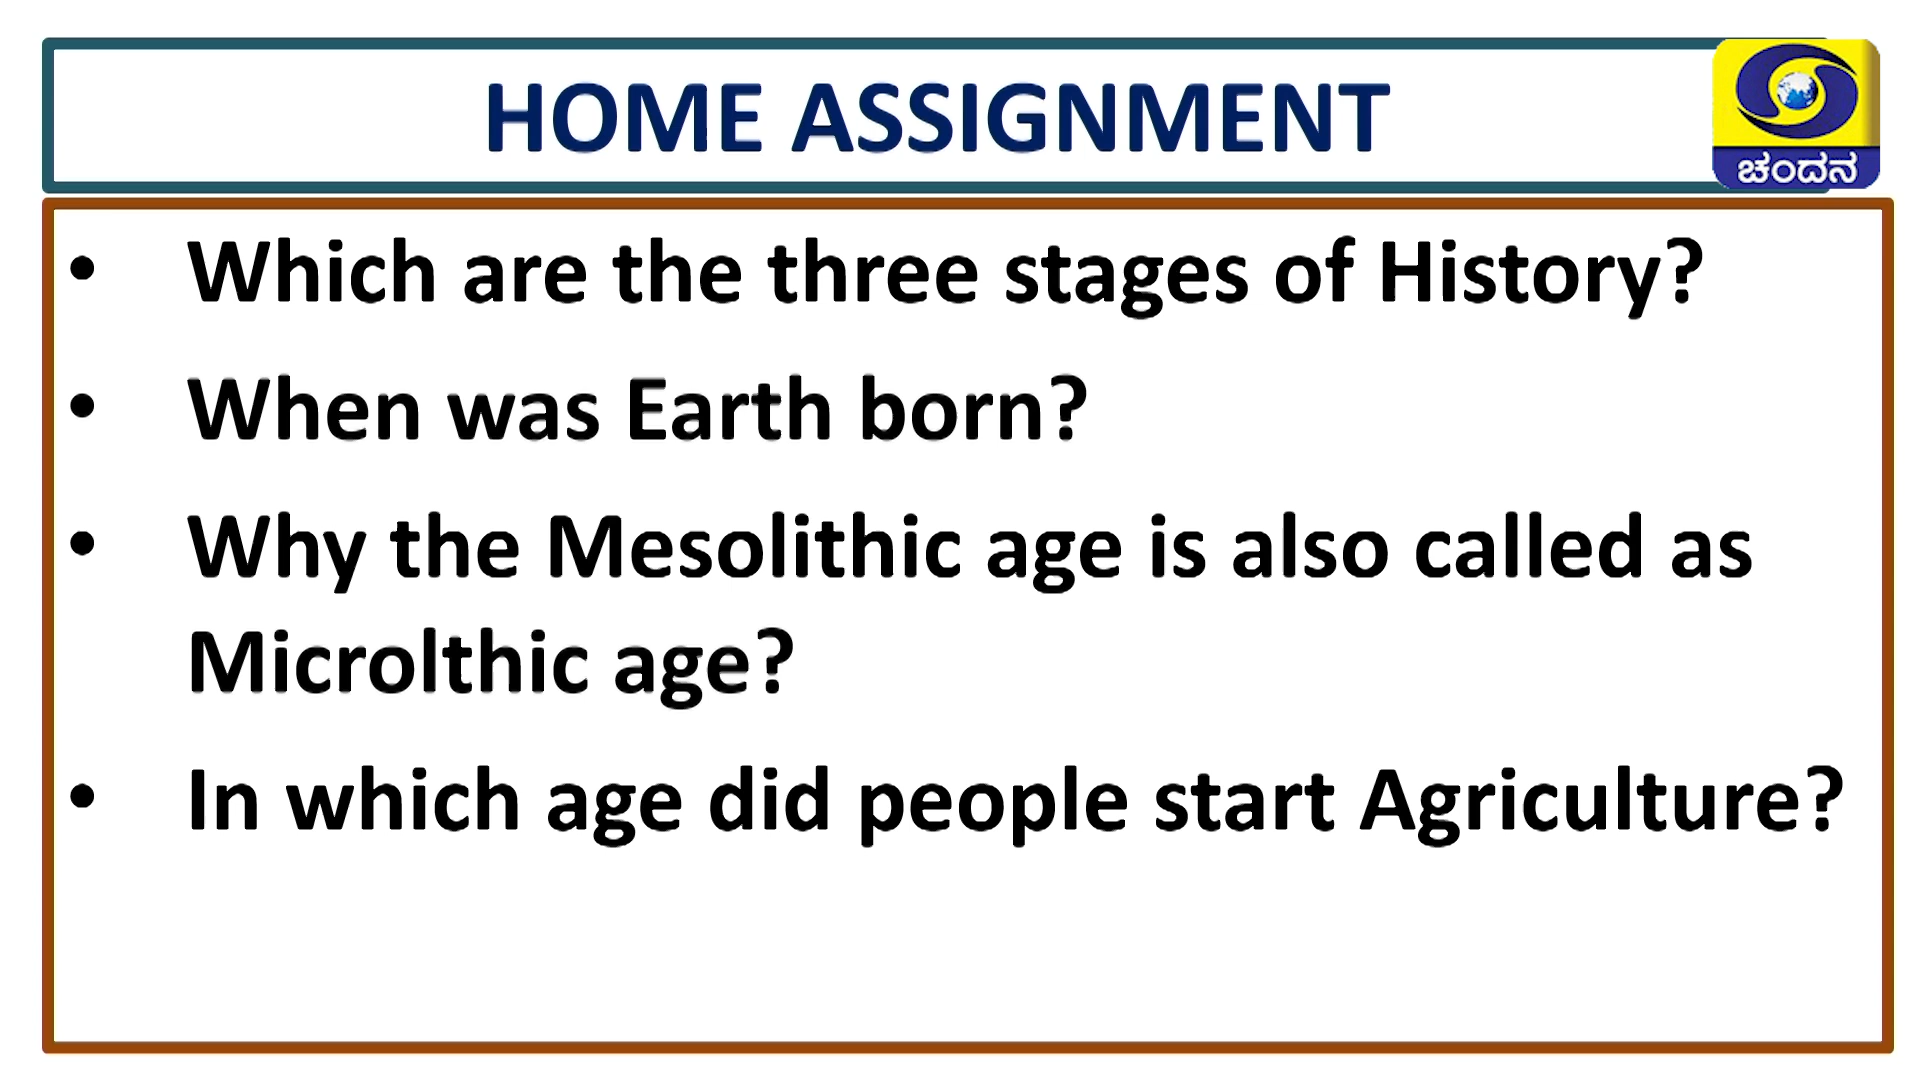 HOME ASSIGNMENT
ಚಂದನ
• Which are the three stages of History?
• When was Earth born?
• Why the Mesolithic age is also called as
Microlthic age?
• In which age did people start Agriculture?